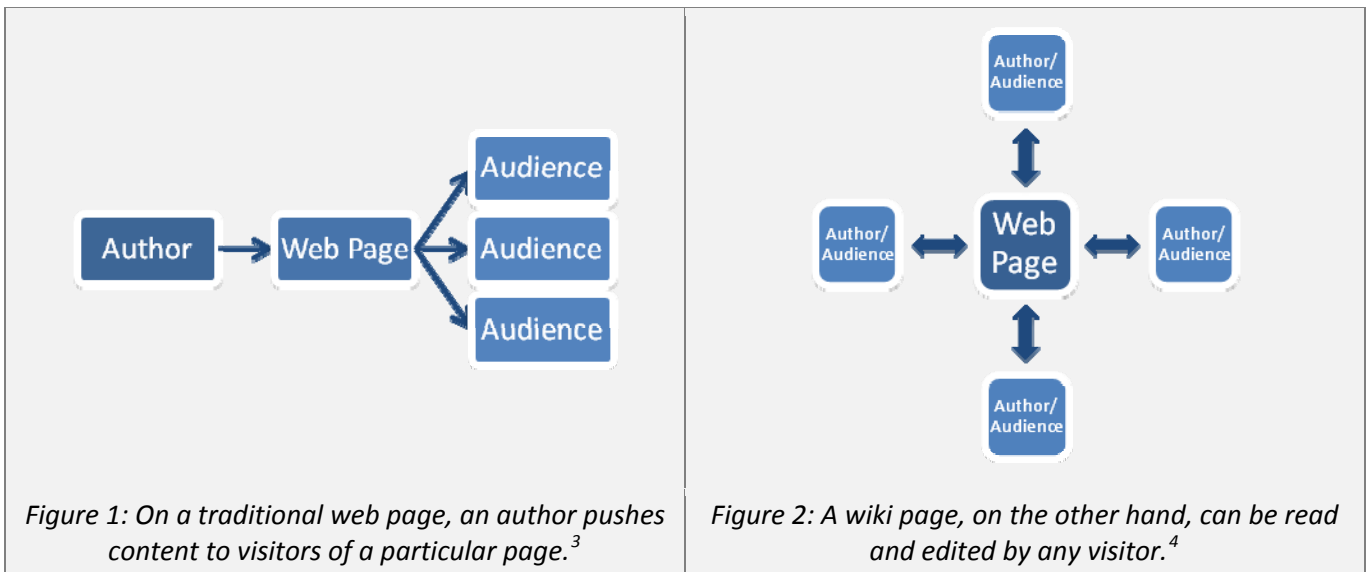 Author
Web Page
Audience
Audience
Audience
Figure 1: On a traditional web page, an author pushes
content to visitors of a particular page.3
Author/
Audience
Author/
Audience
Web
Page
Author/
Audience
Author/
Audience
Figure 2: A wiki page, on the other hand, can be read
and edited by any visitor.4